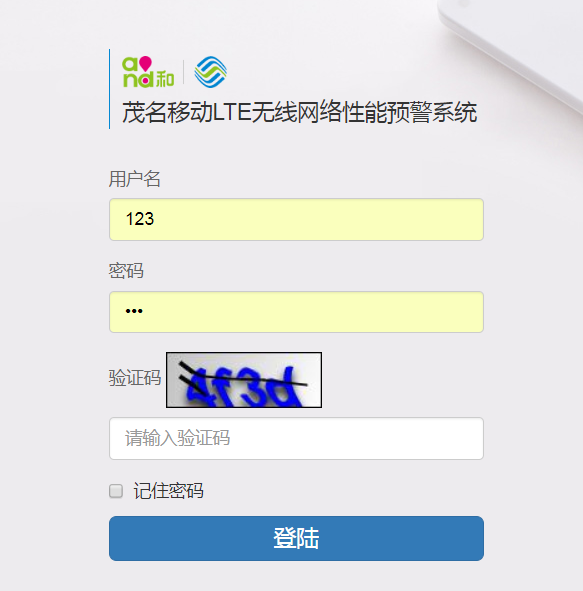 and和
茂名移动LTE无线网络性能预警系统
用户名
123
密码
•••
验证码 4f3d
请输入验证码
记住密码
登陆